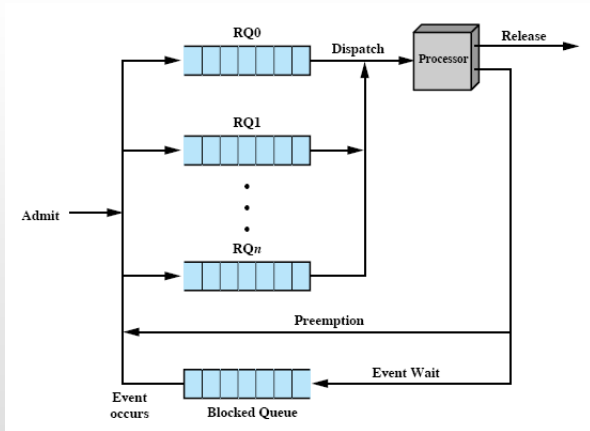 RQ0
Dispatch
Release
Processor
RQ1
Admit
RQn
Preemption
Event Wait
Event
occurs
Blocked Queue